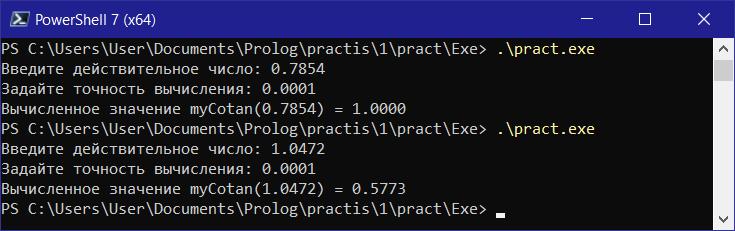 PowerShell 7 (x64)
PS C:\Users\User\Documents\Prolog\practis\1\pract\Exe> .\pract.exe
Введите действительное число: 0.7854
Задайте точность вычисления: 0.0001
Вычисленное значение myCotan(0.7854) = 1.0000
PS C:\Users\User\Documents\Prolog\practis\1\pract\Exe> .\pract.exe
Введите действительное число: 1.0472
Задайте точность вычисления: 0.0001
Вычисленное значение myCotan(1.0472) = 0.5773
PS C:\Users\User\Documents\Prolog\practis\1\pract\Exe>